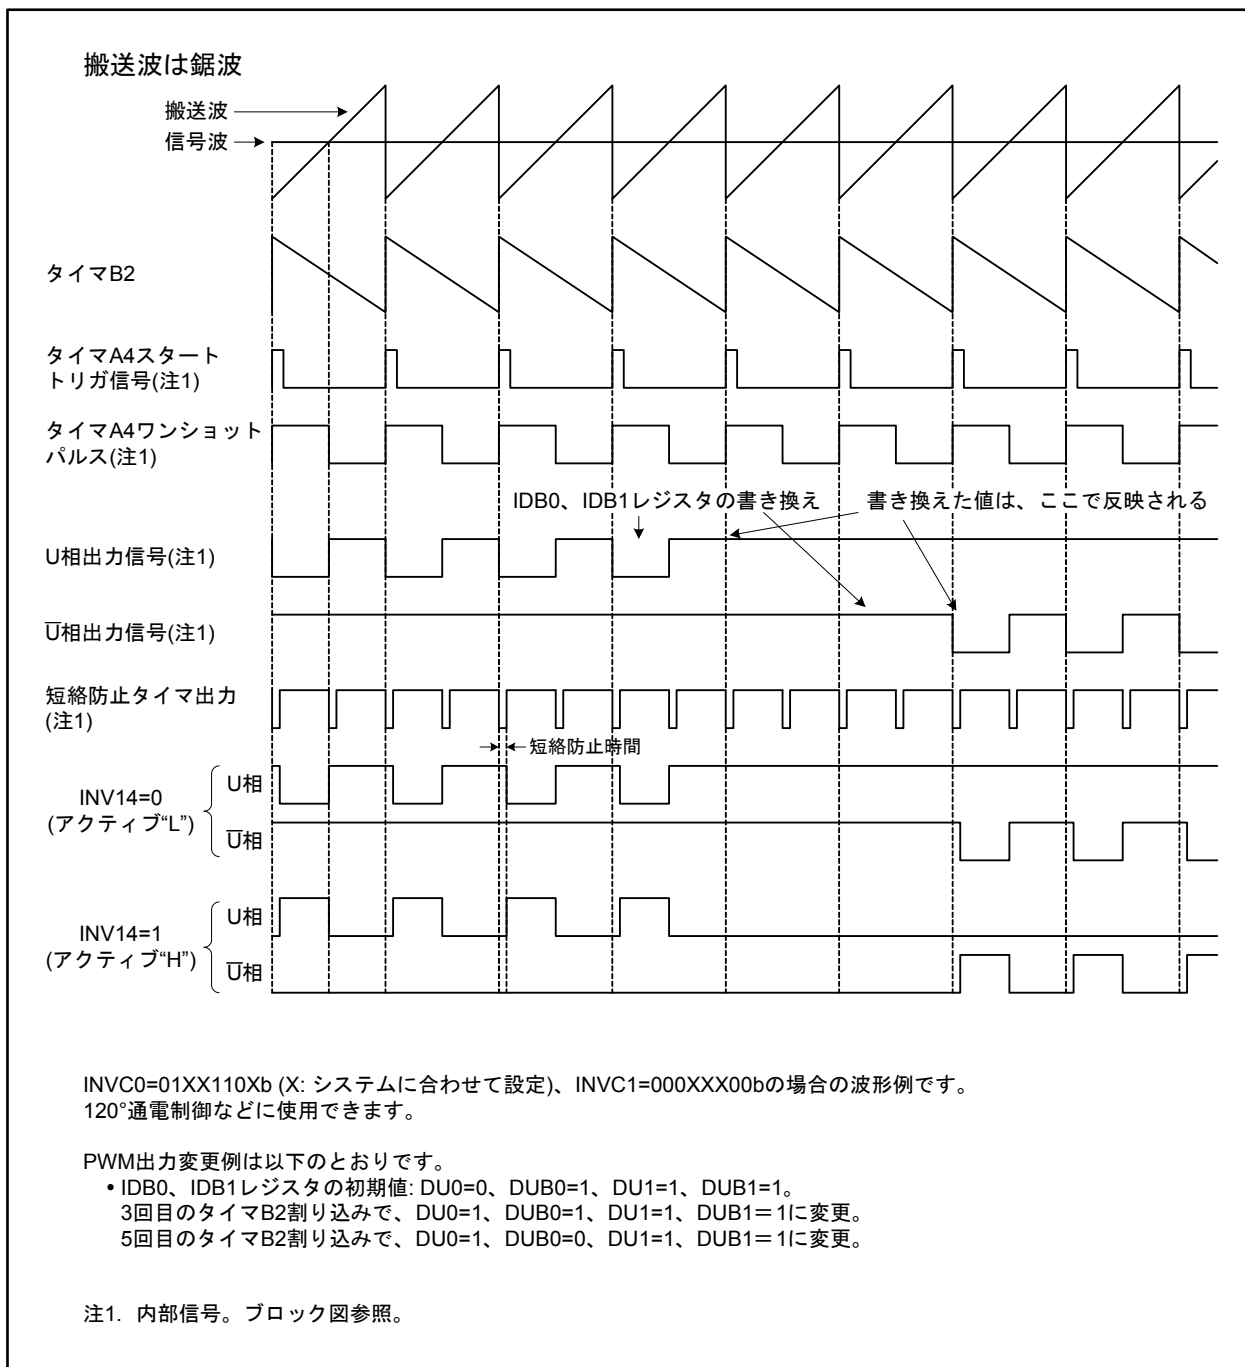 搬送波は鋸波
搬送波
信号波
タイマB2
タイマA4スタート
トリガ信号(注1)
タイマA4ワンショット
パルス(注1)
IDB0、IDB1レジスタの書き換え
書き換えた値は、ここで反映される
U相出力信号(注1)
U̅相出力信号(注1)
短絡防止タイマ出力
(注1)
短絡防止時間
INV14=0
(アクティブ“L”)
U相
U̅相
INV14=1
(アクティブ“H”)
U相
U̅相
INVC0=01XX110Xb (X: システムに合わせて設定)、INVC1=000XXX00bの場合の波形例です。
120°通電制御などに使用できます。
PWM出力変更例は以下のとおりです。
• IDB0、IDB1レジスタの初期値: DU0=0、DUB0=1、DU1=1、DUB1=1。
3回目のタイマB2割り込みで、DU0=1、DUB0=1、DU1=1、DUB1＝1に変更。
5回目のタイマB2割り込みで、DU0=1、DUB0=0、DU1=1、DUB1＝1に変更。
注1. 内部信号。ブロック図参照。